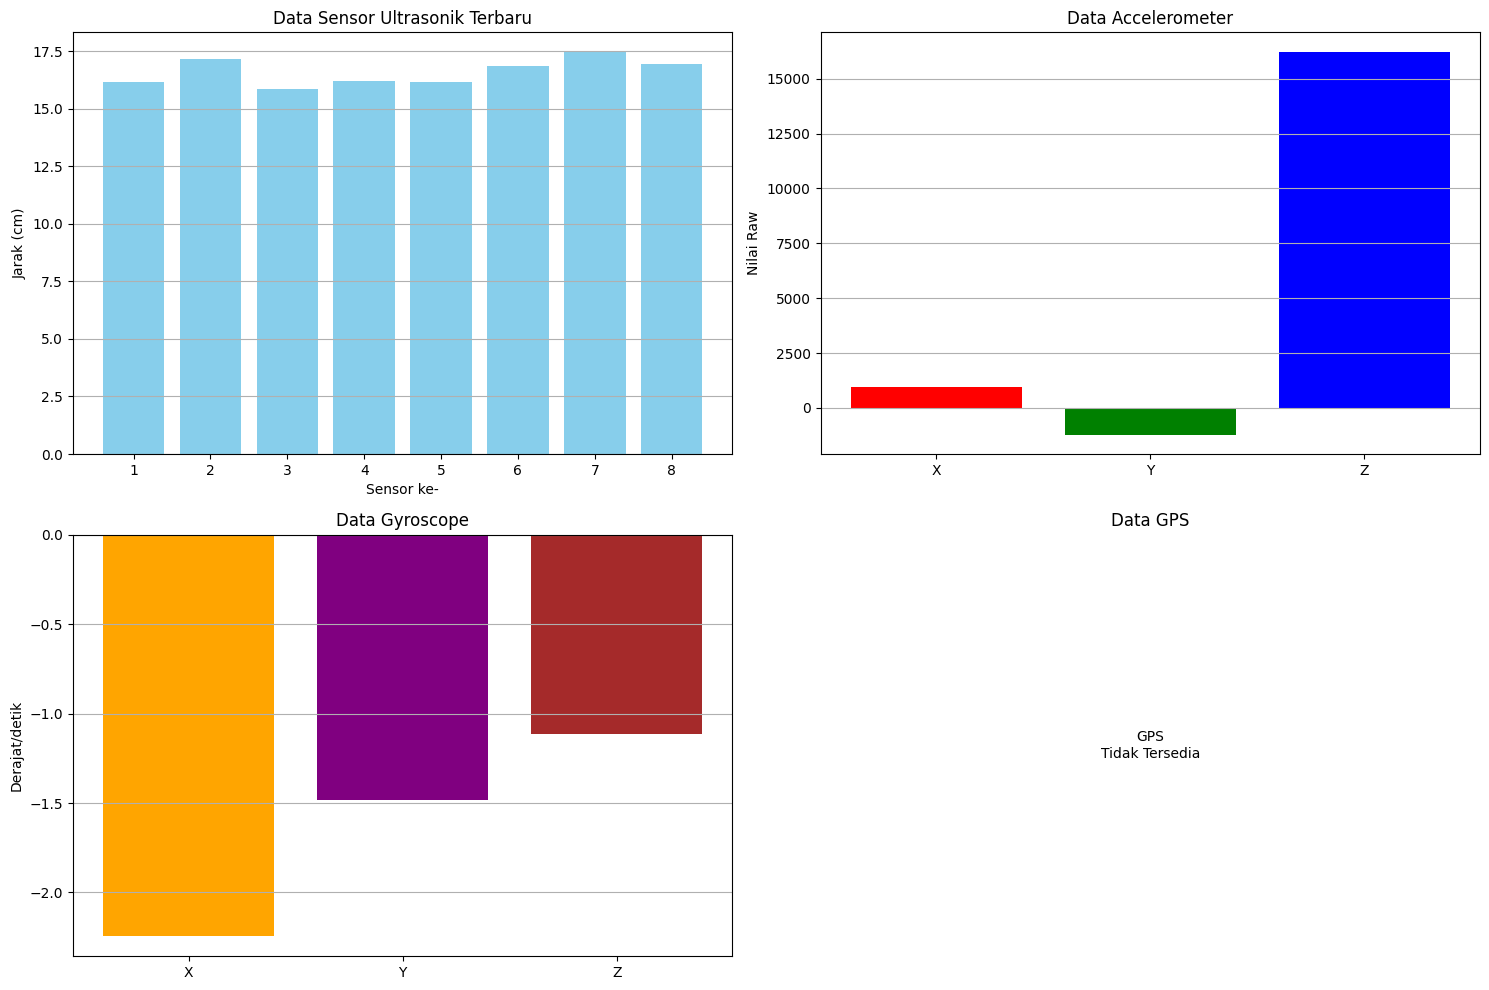 Data Sensor Ultrasonik Terbaru
17.5
15.0
12.5
10.0
7.5
5.0
2.5
0.0
Jarak (cm)
1 2 3 4 5 6 7 8
Sensor ke-
Data Accelerometer
15000
12500
10000
7500
5000
2500
0
Nilai Raw
X Y Z
Data Gyroscope
0.0
−0.5
−1.0
−1.5
−2.0
Derajat/detik
X Y Z
Data GPS
GPS
Tidak Tersedia